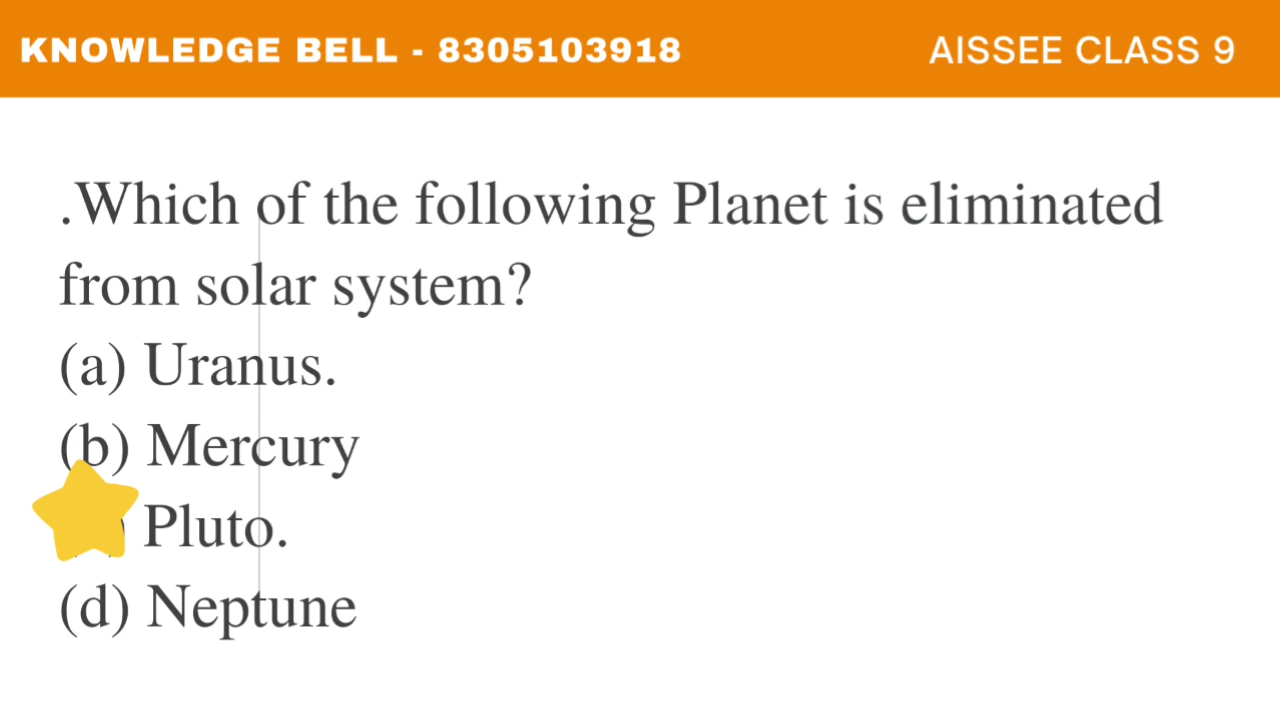 KNOWLEDGE BELL - 8305103918
AISSEE CLASS 9
.Which of the following Planet is eliminated
from solar system?
(a) Uranus.
(b) Mercury
Pluto.
(d) Neptune